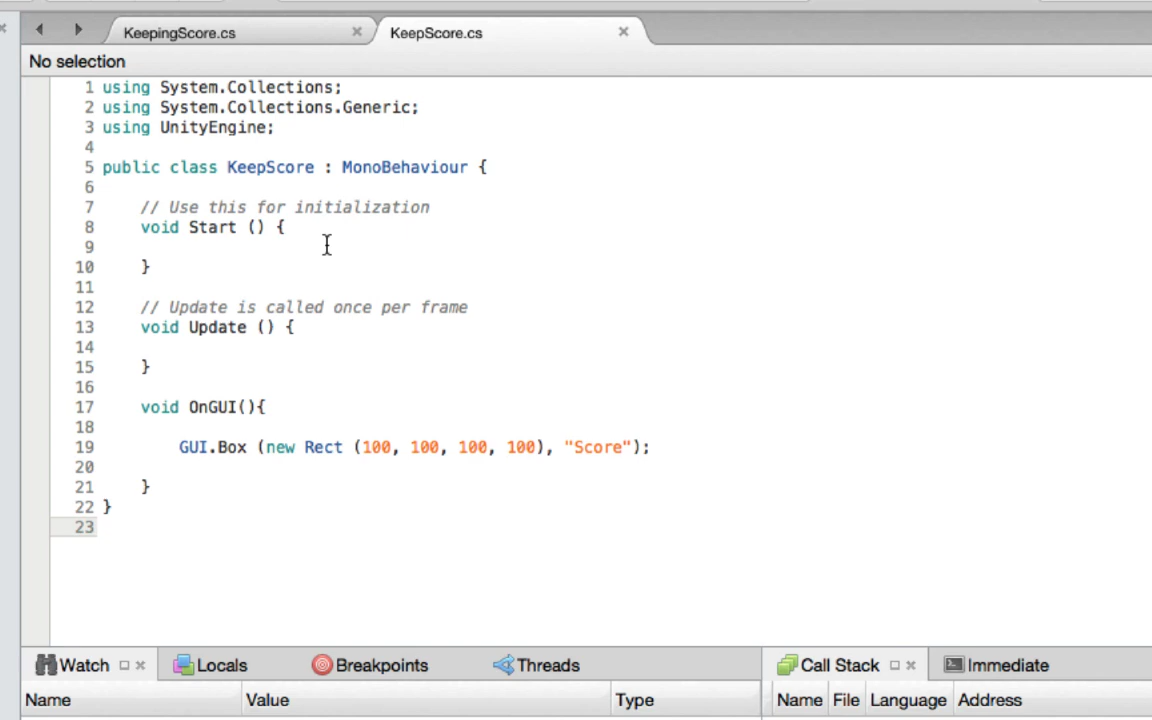 KeepingScore.cs KeepScore.cs
No selection
1 using System.Collections;
2 using System.Collections.Generic;
3 using UnityEngine;
4
5 public class KeepScore : MonoBehaviour {
6
7 // Use this for initialization
8 void Start () {
9
10 }
11
12 // Update is called once per frame
13 void Update () {
14
15 }
16
17 void OnGUI(){
18
19 GUI.Box (new Rect (100, 100, 100, 100), "Score");
20
21 }
22 }
23
Watch Locals Breakpoints Threads Call Stack Immediate
Name Value Type Name File Language Address